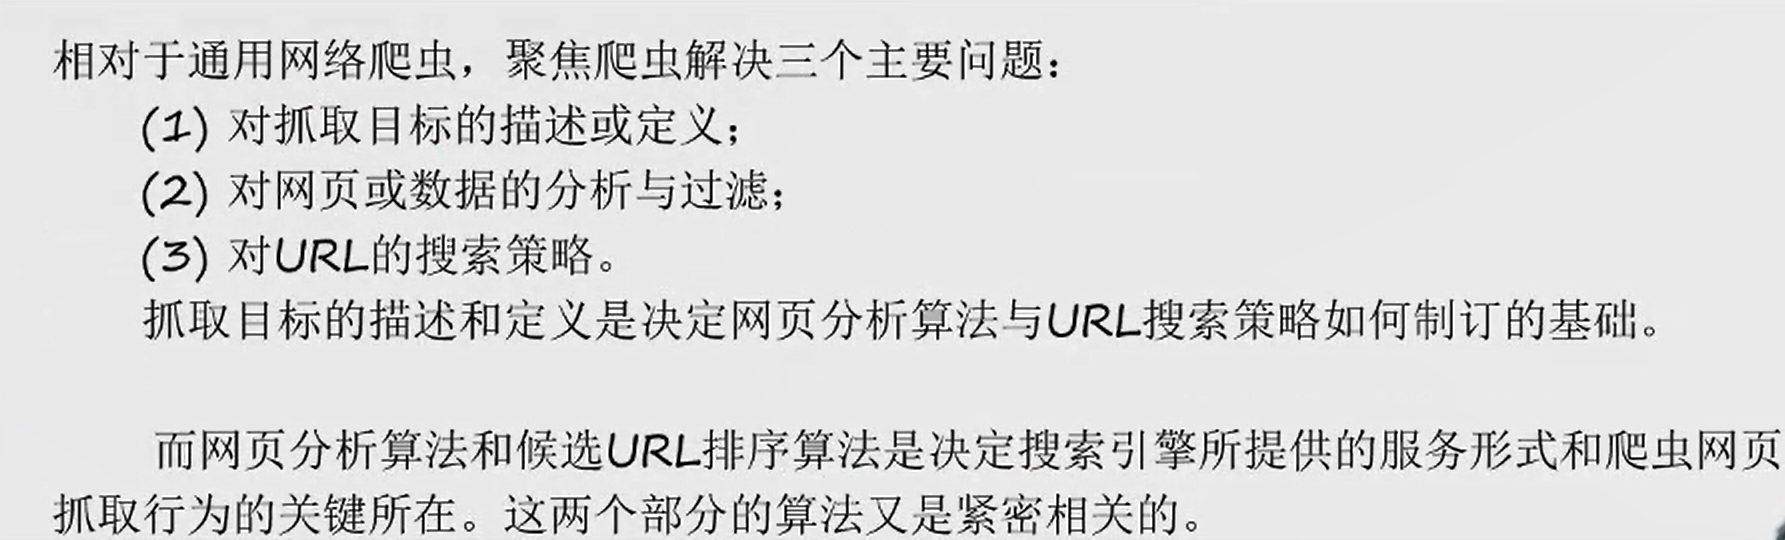 相对于通用网络爬虫，聚焦爬虫解决三个主要问题：
(1) 对抓取目标的描述或定义；
(2) 对网页或数据的分析与过滤；
(3) 对URL的搜索策略。
抓取目标的描述和定义是决定网页分析算法与URL搜索策略如何制订的基础。
而网页分析算法和候选URL排序算法是决定搜索引擎所提供的服务形式和爬虫网页
抓取行为的关键所在。这两个部分的算法又是紧密相关的。